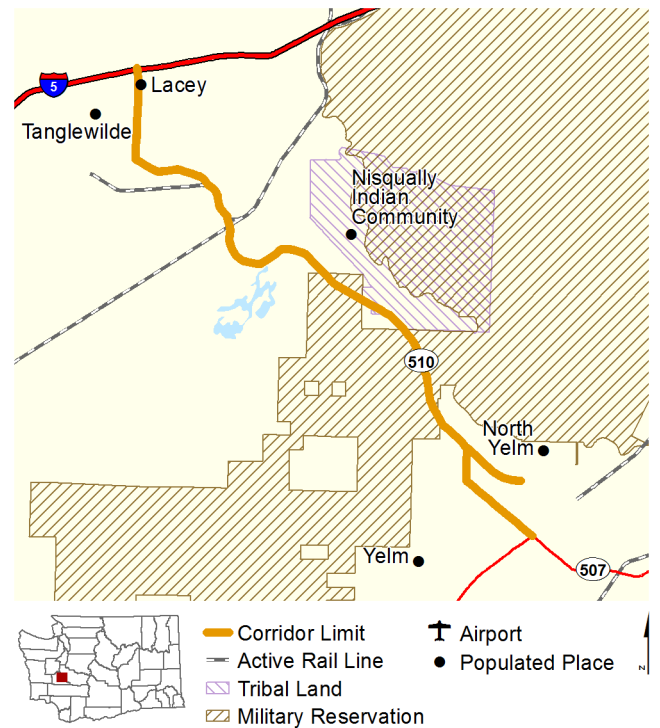 5
Lacey
Tanglewilde
Nisqually
Indian
Community
510
North
Yelm
Yelm
507
Corridor Limit
Active Rail Line
Tribal Land
Military Reservation
Airport
Populated Place
N